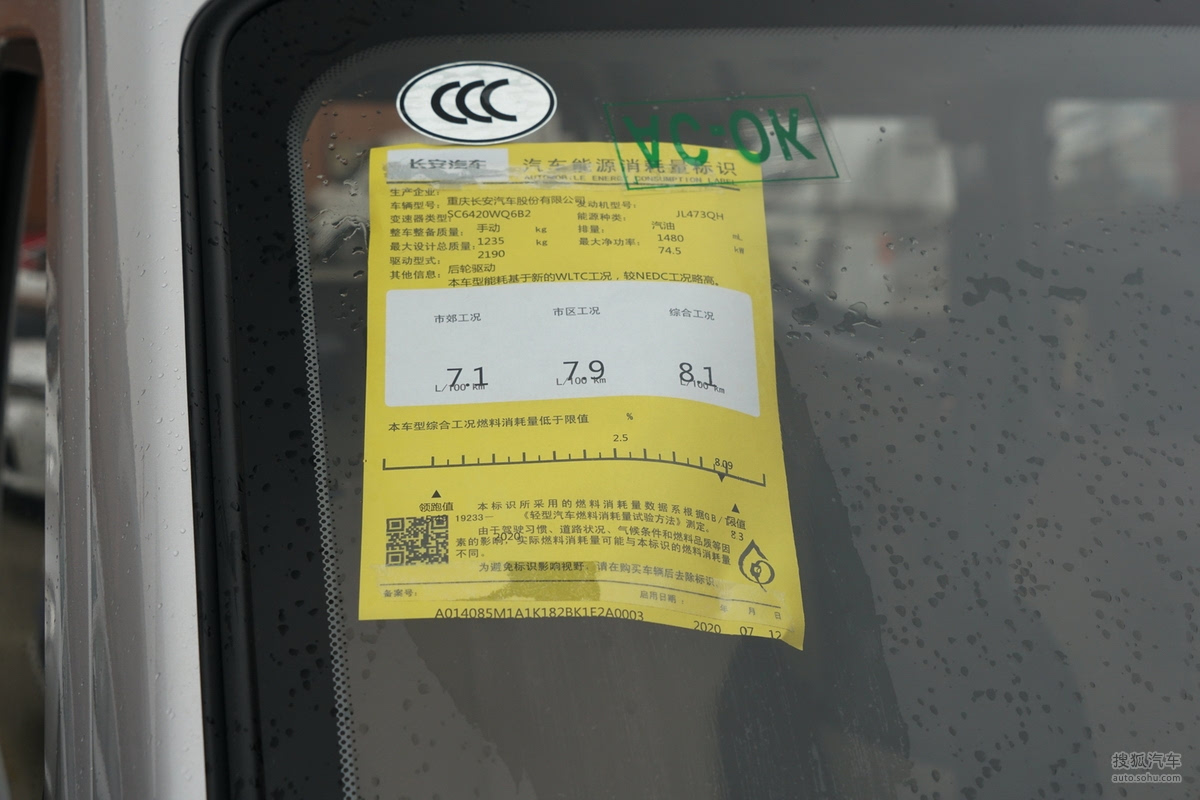 CCC
AC-OK
长安汽车 汽车能源消耗量标识
AUTOMOBILE ENERGY CONSUMPTION LABEL
生产企业:
重庆长安汽车股份有限公司
车辆型号: SC6420WQ6B2 发动机型号: JL473QH
变速器类型: 手动 能源种类: 汽油
整车整备质量: 1235 kg 排量: 1480 mL
最大设计总质量: 2190 kg 最大净功率: 74.5 kW
驱动型式: 后轮驱动
其他信息: 本车型能耗基于新的WLTC工况，较NEDC工况略高。
市郊工况 市区工况 综合工况
7.1 7.9 8.1
L/100 km L/100 km L/100 km
本车型综合工况燃料消耗量低于限值 %
2.5
领跑值 限值
本标识所采用的燃料消耗量数据系根据GB/T
19233—2020《轻型汽车燃料消耗量试验方法》测定。
由于驾驶习惯、道路状况、气候条件和燃料品质等因
素的影响，实际燃料消耗量可能与本标识的燃料消耗量
不同。
为避免标识影响视野，请在购买车辆后去除标识。
备案号: 启用日期: 年 月 日
A014085M1A1K182BK1E2A0003 2020 07 12
搜狐汽车
auto.sohu.com